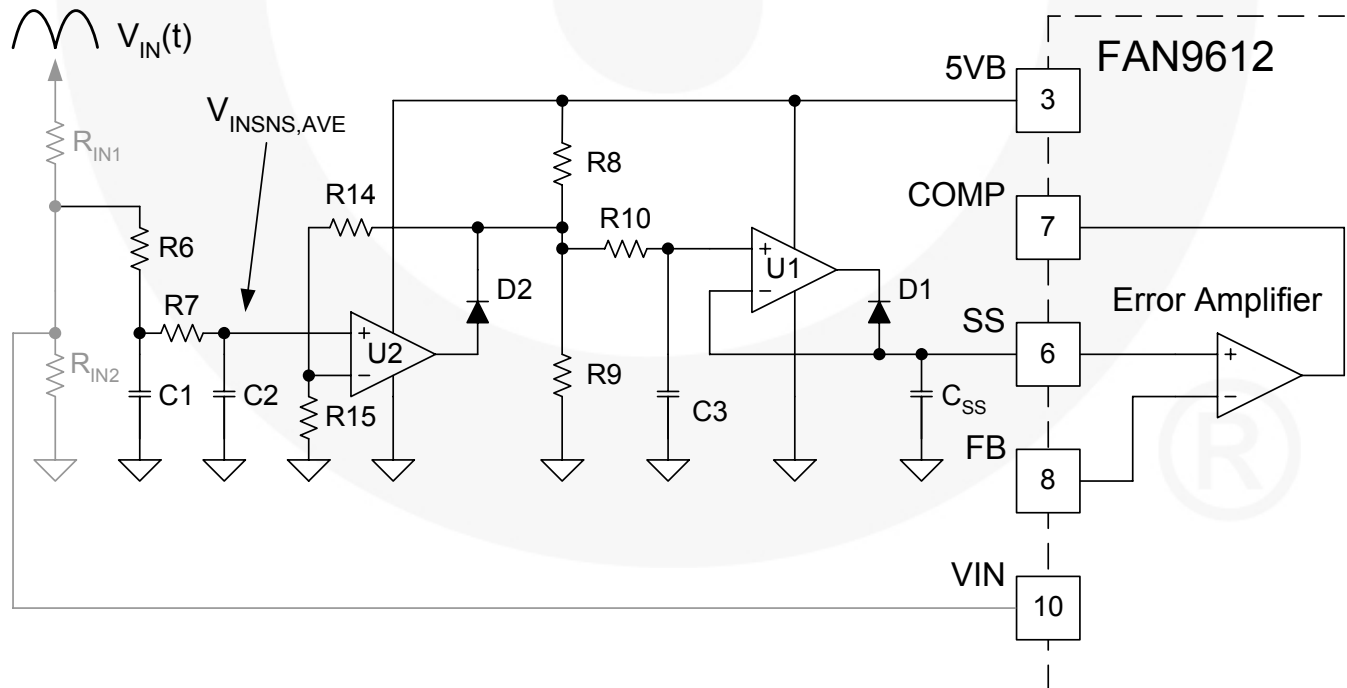 V_IN(t)
5VB
FAN9612
3
V_INSNS,AVE
R_IN1
R8
COMP
R14
R10
7
R6
+
U1
−
D1
Error Amplifier
D2
SS
R7
+
U2
−
6
+
−
R_IN2
R9
C1
C2
R15
C3
C_SS
FB
8
®
VIN
10